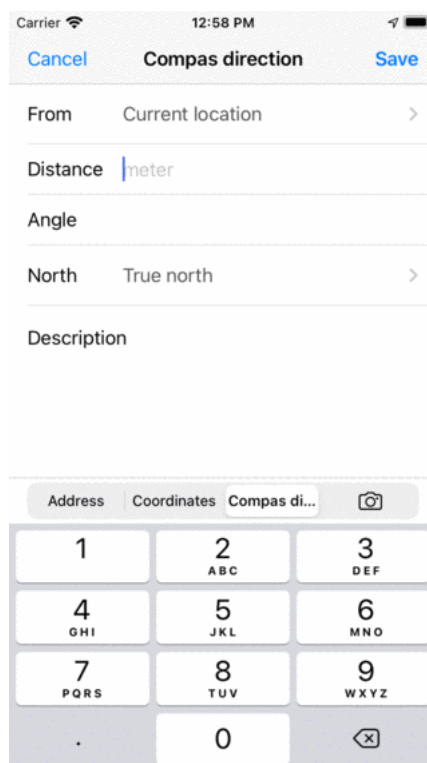 Carrier 12:58 PM
Cancel Compas direction Save
From Current location
Distance meter
Angle
North True north
Description
Address Coordinates Compas di...
1 2 3
ABC DEF
4 5 6
GHI JKL MNO
7 8 9
PQRS TUV WXYZ
. 0